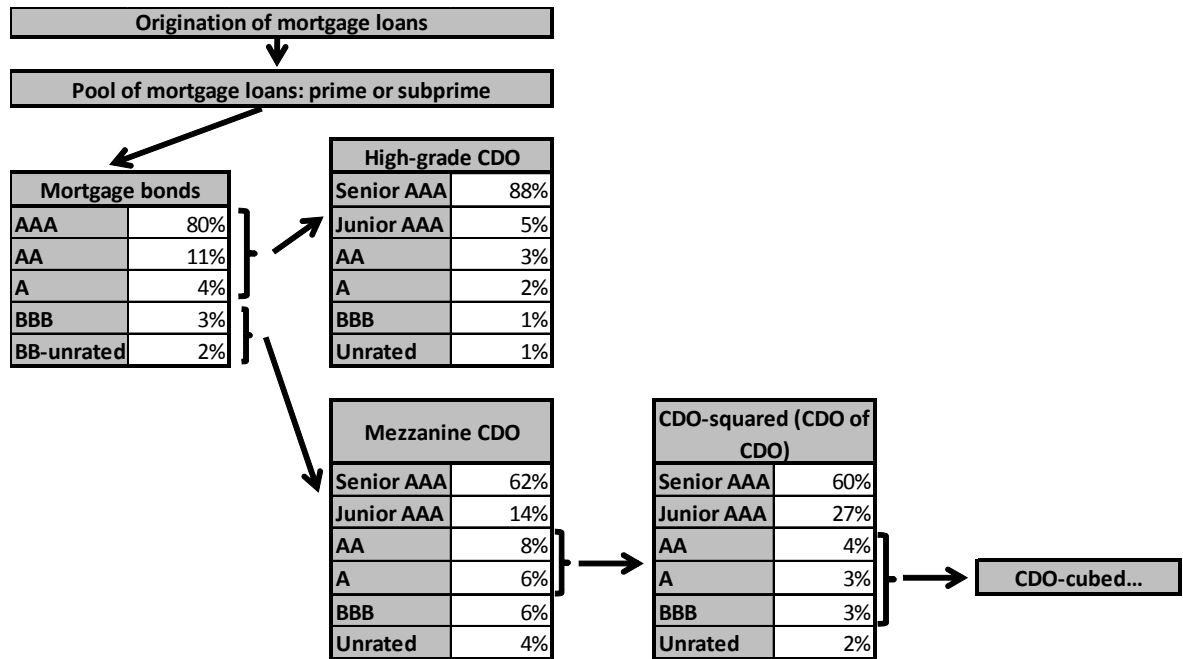 Origination of mortgage loans
Pool of mortgage loans: prime or subprime
High-grade CDO
Senior AAA 88%
Junior AAA 5%
AA 3%
A 2%
BBB 1%
Unrated 1%
Mortgage bonds
AAA 80%
AA 11%
A 4%
BBB 3%
BB-unrated 2%
Mezzanine CDO
Senior AAA 62%
Junior AAA 14%
AA 8%
A 6%
BBB 6%
Unrated 4%
CDO-squared (CDO of
CDO)
Senior AAA 60%
Junior AAA 27%
AA 4%
A 3%
BBB 3%
Unrated 2%
CDO-cubed...